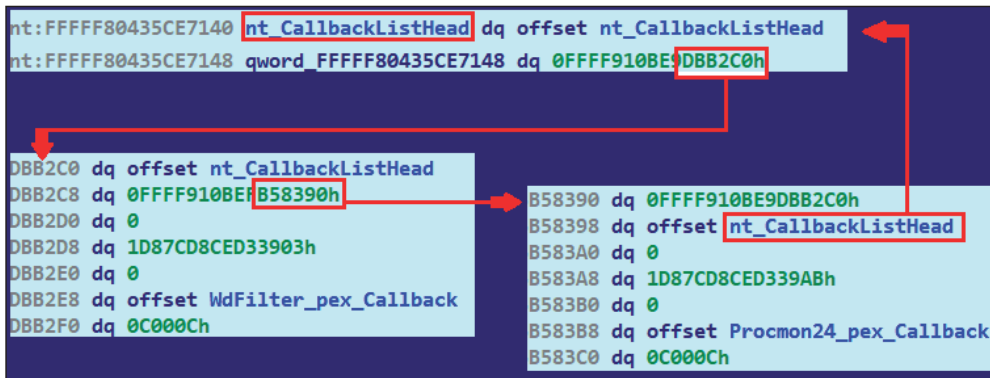 nt:FFFFF80435CE7140 nt_CallbackListHead dq offset nt_CallbackListHead
nt:FFFFF80435CE7148 qword_FFFFF80435CE7148 dq 0FFFF910BE9DBB2C0h
DBB2C0 dq offset nt_CallbackListHead
DBB2C8 dq 0FFFF910BEFB58390h
DBB2D0 dq 0
DBB2D8 dq 1D87CD8CED33903h
DBB2E0 dq 0
DBB2E8 dq offset WdFilter_pex_Callback
DBB2F0 dq 0C000Ch
B58390 dq 0FFFF910BE9DBB2C0h
B58398 dq offset nt_CallbackListHead
B583A0 dq 0
B583A8 dq 1D87CD8CED339ABh
B583B0 dq 0
B583B8 dq offset Procmon24_pex_Callback
B583C0 dq 0C000Ch